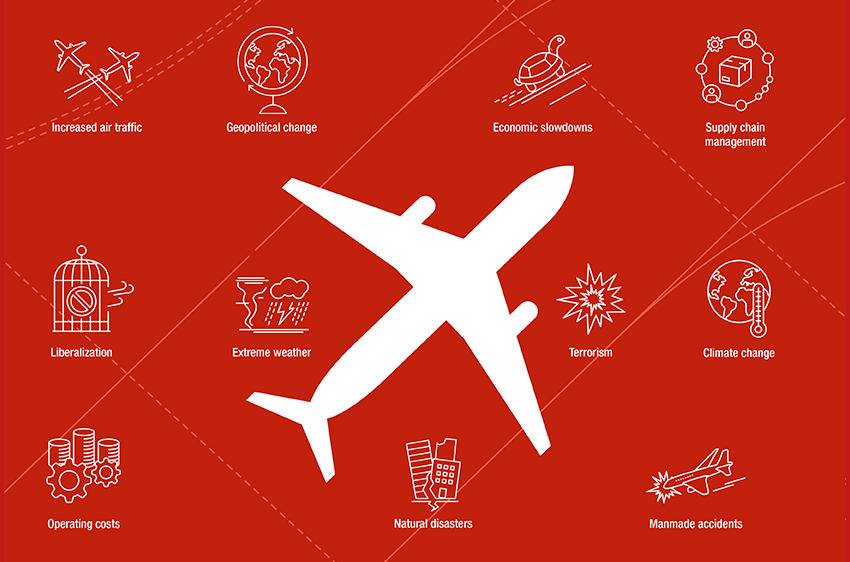 Increased air traffic
Geopolitical change
Economic slowdowns
Supply chain
management
Liberalization
Extreme weather
Terrorism
Climate change
Operating costs
Natural disasters
Manmade accidents